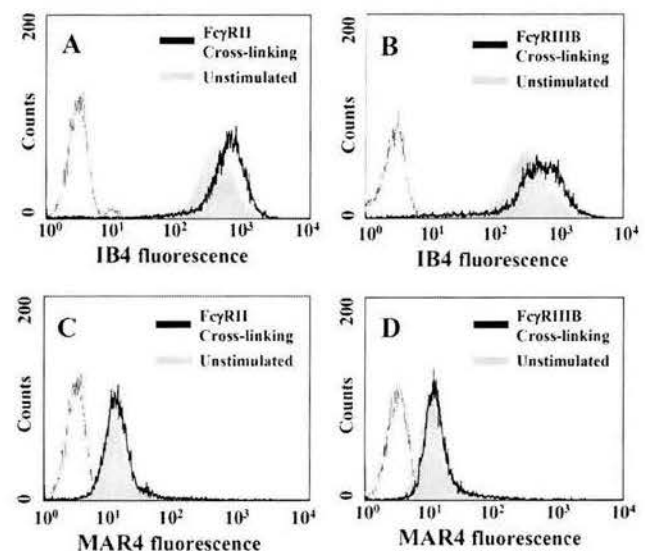 A
200
Counts
0
FcγRII
Cross-linking
Unstimulated
10⁰ 10¹ 10² 10³ 10⁴
IB4 fluorescence
B
200
Counts
0
FcγRIIIB
Cross-linking
Unstimulated
10⁰ 10¹ 10² 10³ 10⁴
IB4 fluorescence
C
200
Counts
0
FcγRII
Cross-linking
Unstimulated
10⁰ 10¹ 10² 10³ 10⁴
MAR4 fluorescence
D
200
Counts
0
FcγRIIIB
Cross-linking
Unstimulated
10⁰ 10¹ 10² 10³ 10⁴
MAR4 fluorescence